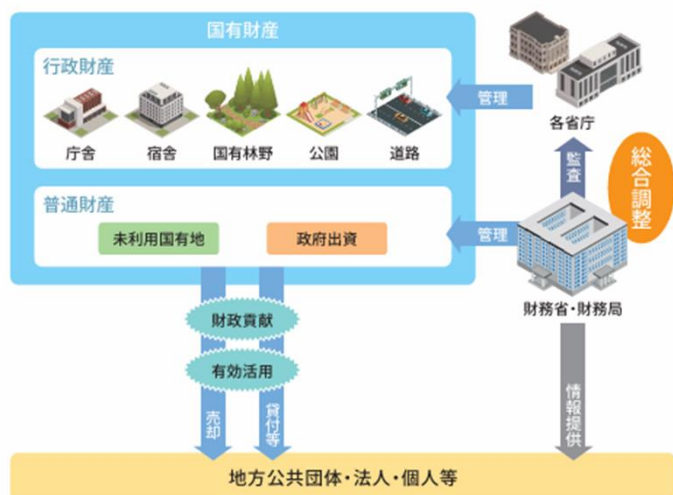 国有財産
行政財産
庁舎
宿舎
国有林野
公園
道路
管理
各省庁
監査
総合調整
普通財産
未利用国有地
政府出資
管理
財務省・財務局
財政貢献
有効活用
売却
貸付等
情報提供
地方公共団体・法人・個人等